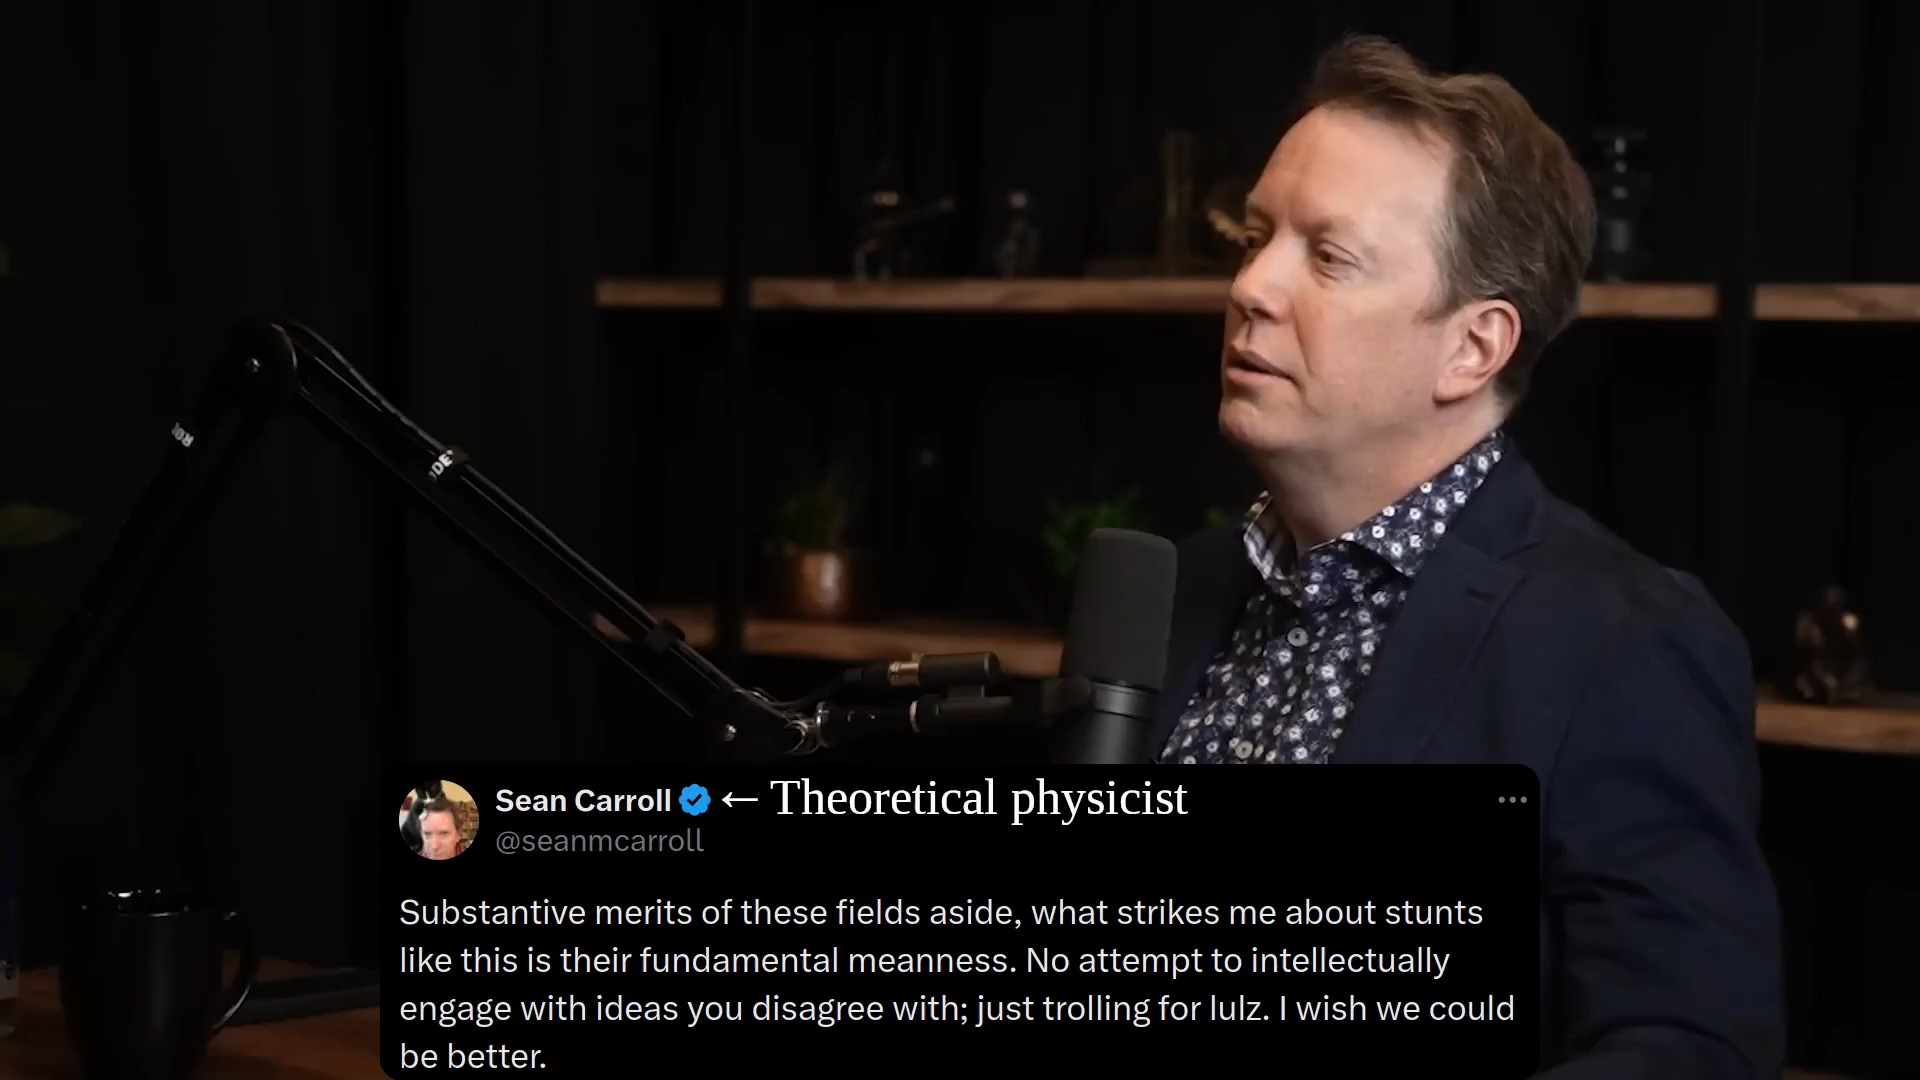 Sean Carroll ← Theoretical physicist
@seanmcarroll
Substantive merits of these fields aside, what strikes me about stunts
like this is their fundamental meanness. No attempt to intellectually
engage with ideas you disagree with; just trolling for lulz. I wish we could
be better.